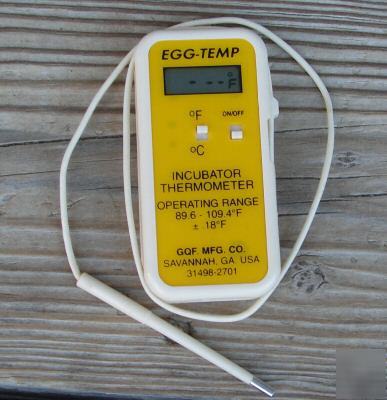 EGG-TEMP
- - - °F
°F
ON/OFF
°C
INCUBATOR
THERMOMETER
OPERATING RANGE
89.6 - 109.4°F
± .18°F
GQF. MFG. CO.
SAVANNAH, GA USA
31498-2701